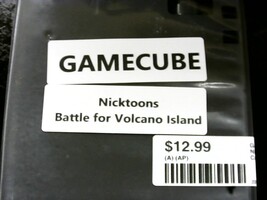 GAMECUBE
Nicktoons
Battle for Volcano Island
$12.99
(A) (AP)